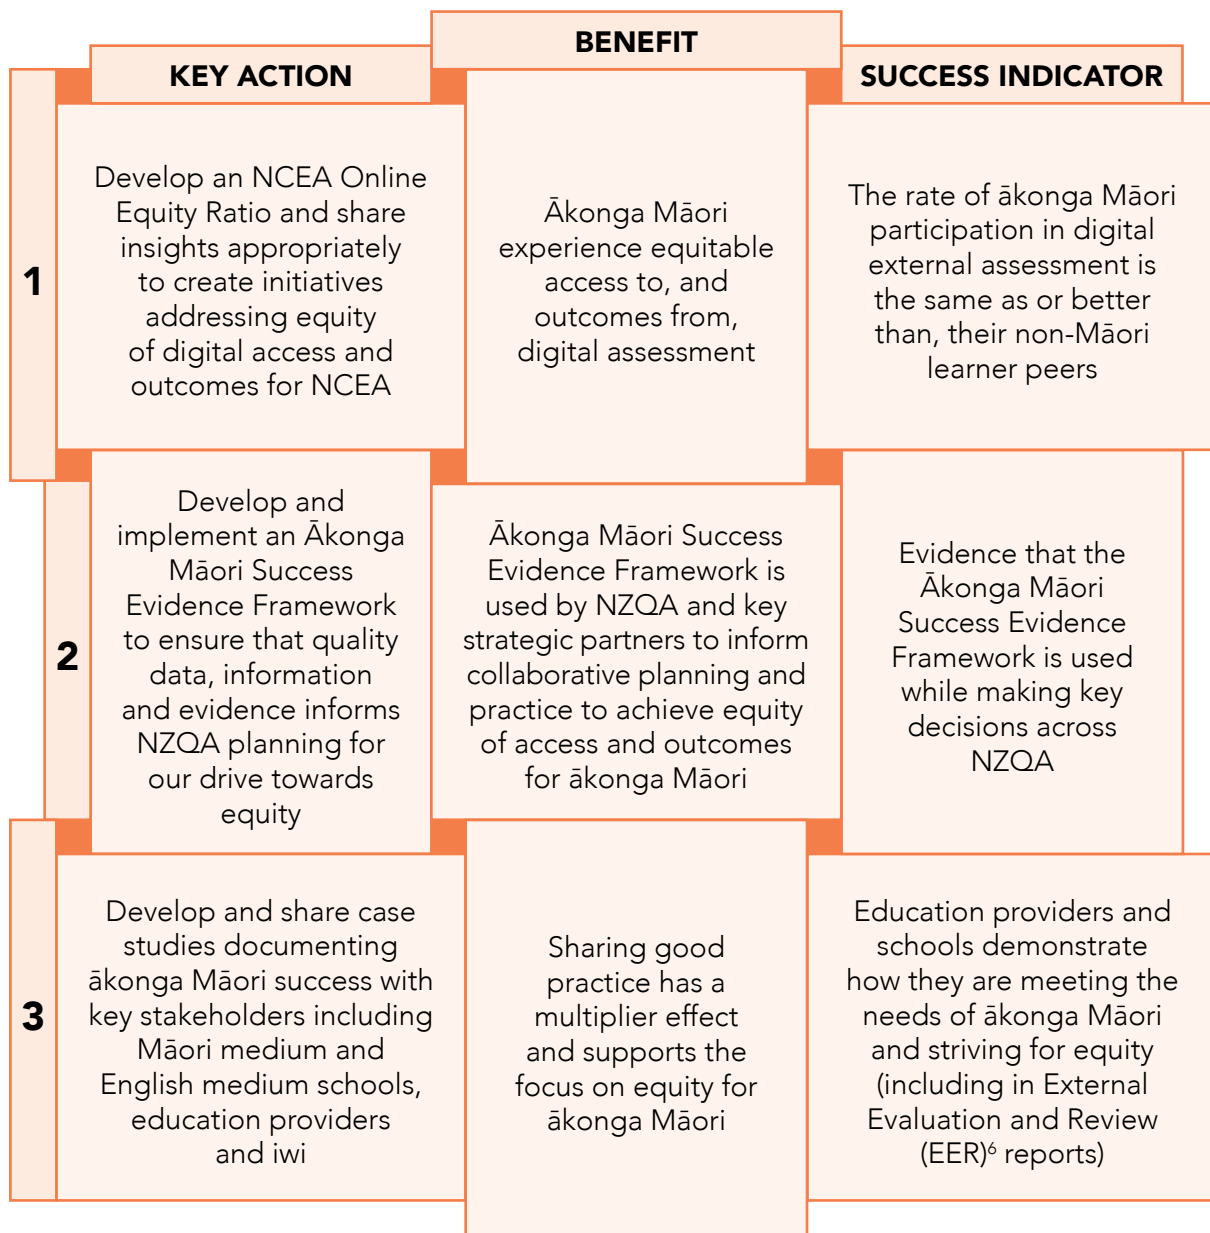 KEY ACTION
BENEFIT
SUCCESS INDICATOR
1
Develop an NCEA Online
Equity Ratio and share
insights appropriately
to create initiatives
addressing equity
of digital access and
outcomes for NCEA
Ākonga Māori
experience equitable
access to, and
outcomes from,
digital assessment
The rate of ākonga Māori
participation in digital
external assessment is
the same as or better
than, their non-Māori
learner peers
2
Develop and
implement an Ākonga
Māori Success
Evidence Framework
to ensure that quality
data, information
and evidence informs
NZQA planning for
our drive towards
equity
Ākonga Māori Success
Evidence Framework is
used by NZQA and key
strategic partners to inform
collaborative planning and
practice to achieve equity
of access and outcomes
for ākonga Māori
Evidence that the
Ākonga Māori
Success Evidence
Framework is used
while making key
decisions across
NZQA
3
Develop and share case
studies documenting
ākonga Māori success with
key stakeholders including
Māori medium and
English medium schools,
education providers
and iwi
Sharing good
practice has a
multiplier effect
and supports the
focus on equity for
ākonga Māori
Education providers and
schools demonstrate
how they are meeting the
needs of ākonga Māori
and striving for equity
(including in External
Evaluation and Review
(EER)⁶ reports)